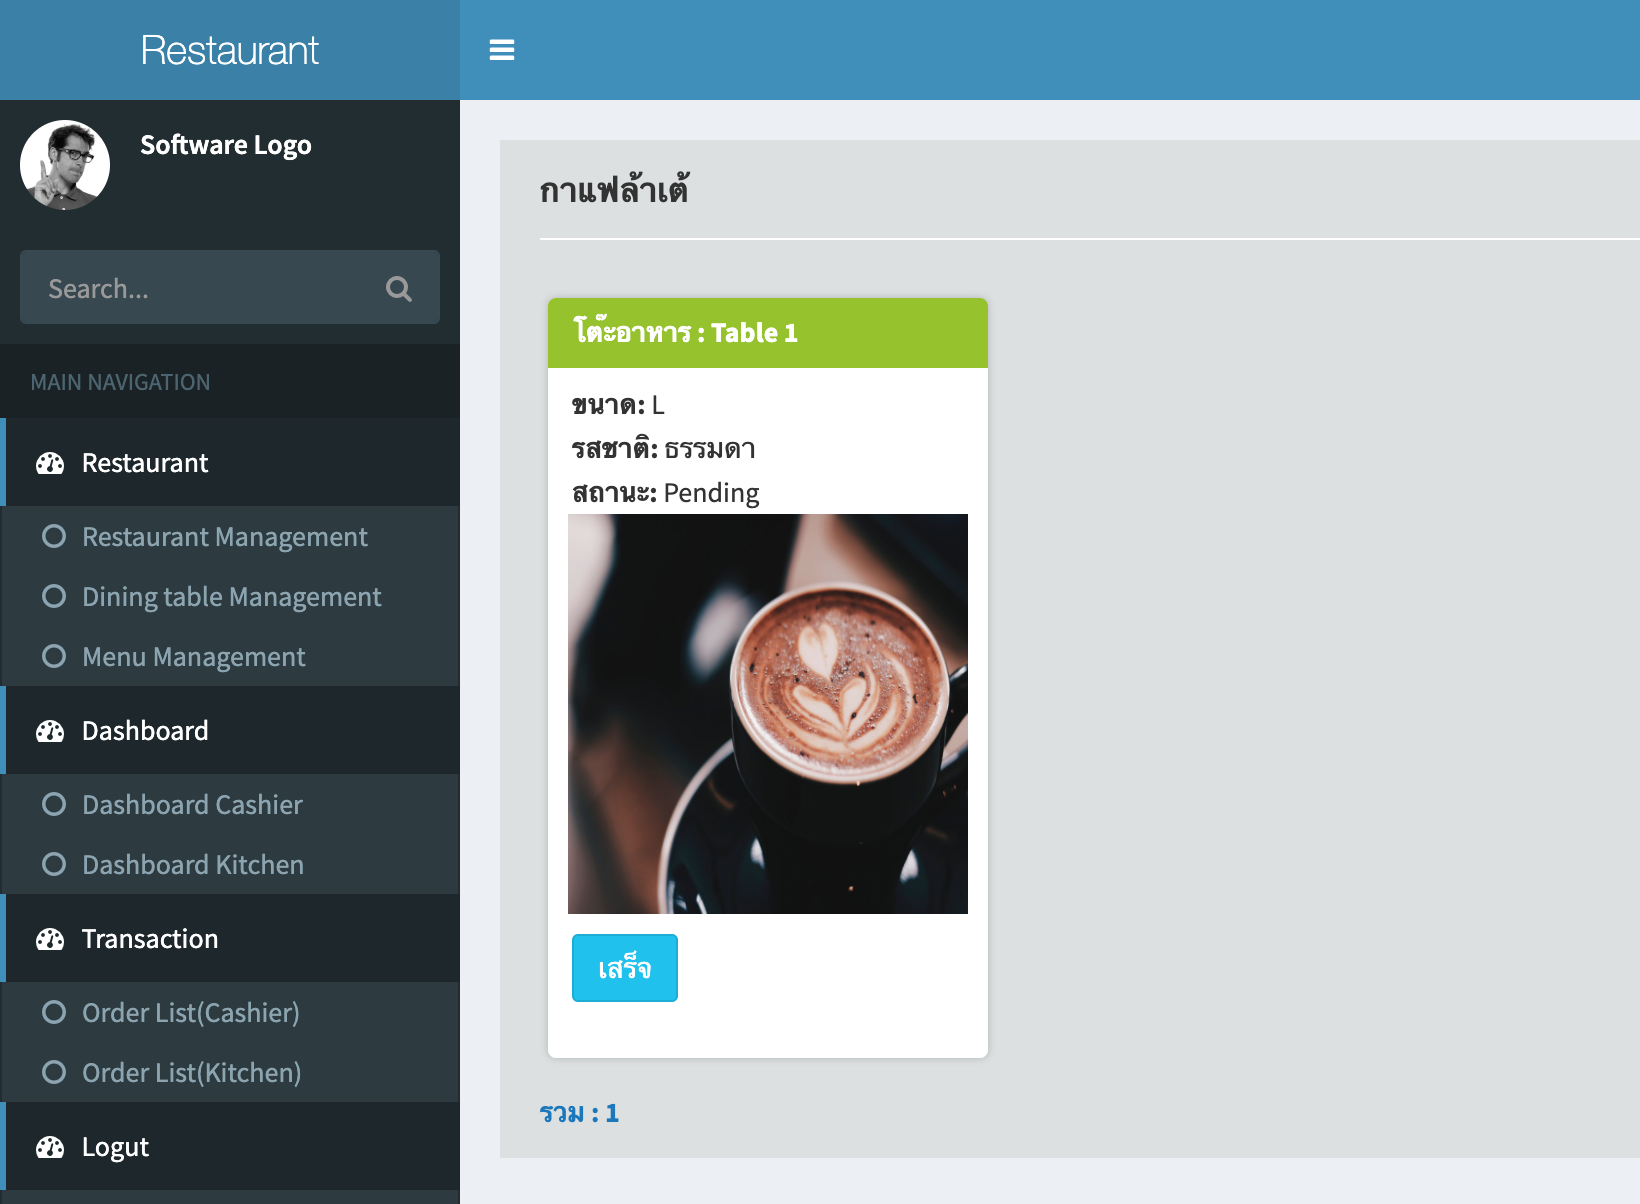 Restaurant
Software Logo
Search...
MAIN NAVIGATION
Restaurant
Restaurant Management
Dining table Management
Menu Management
Dashboard
Dashboard Cashier
Dashboard Kitchen
Transaction
Order List(Cashier)
Order List(Kitchen)
Logut
กาแฟล้าเต้
โต๊ะอาหาร : Table 1
ขนาด: L
รสชาติ: ธรรมดา
สถานะ: Pending
เสร็จ
รวม : 1